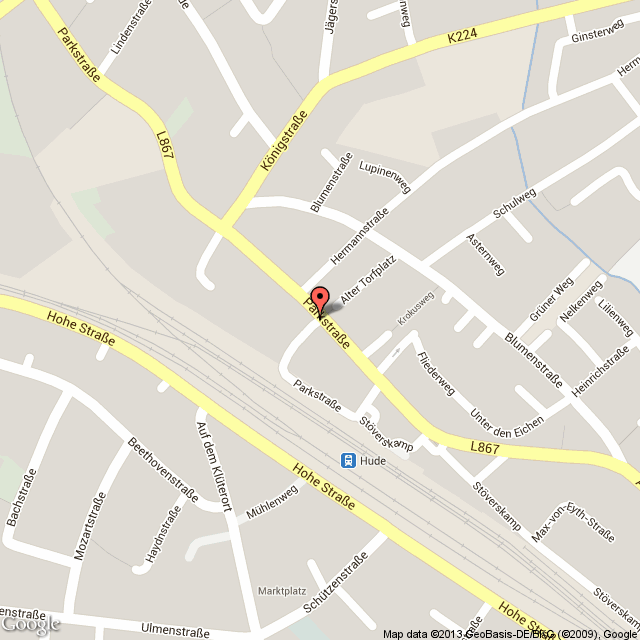 Parkstraße
Lindenstraße
Jägers
K224
Ginsterweg
Herm
L867
Königstraße
Blumenstraße
Lupinenweg
Hermannstraße
Schulweg
Asternweg
Alter Torfplatz
Grüner Weg
Nelkenweg
Lilienweg
Krokusweg
Parkstraße
Hohe Straße
Blumenstraße
Heinrichstraße
Fliederweg
Parkstraße
Unter den Eichen
Stöverskamp
L867
Hude
Hohe Straße
Auf dem Klüterort
Beethovenstraße
Bachstraße
Mozartstraße
Haydnstraße
Mühlenweg
Stöverskamp
Max-von-Eyth-Straße
Marktplatz
Schützenstraße
Stöverskamp
Hohe Stra
enstraße
Ulmenstraße
Google
Map data ©2013 GeoBasis-DE/BKG (©2009), Google